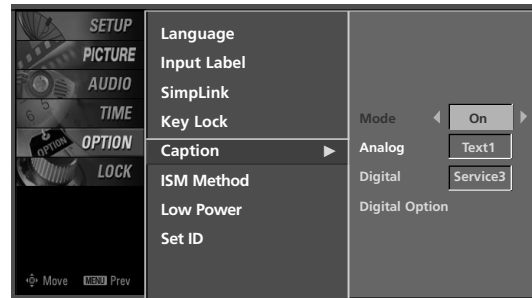 SETUP
PICTURE
AUDIO
TIME
OPTION
LOCK
Move MENU Prev
Language
Input Label
SimpLink
Key Lock
Caption
ISM Method
Low Power
Set ID
Mode On
Analog Text1
Digital Service3
Digital Option